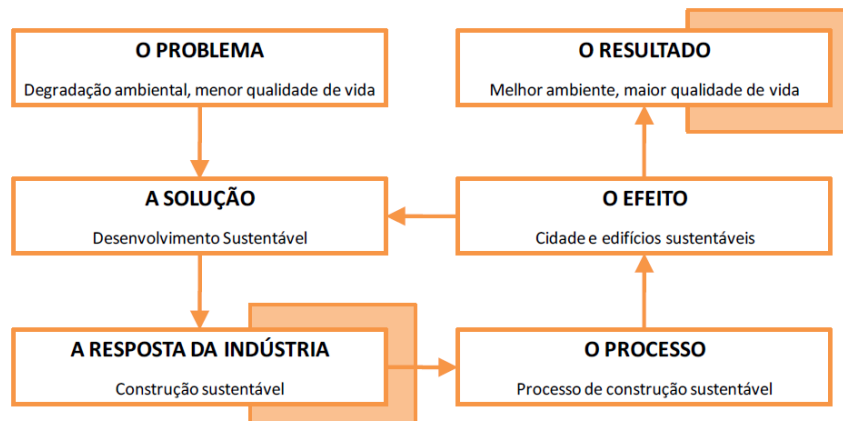 O PROBLEMA
Degradação ambiental, menor qualidade de vida
O RESULTADO
Melhor ambiente, maior qualidade de vida
A SOLUÇÃO
Desenvolvimento Sustentável
O EFEITO
Cidade e edifícios sustentáveis
A RESPOSTA DA INDÚSTRIA
Construção sustentável
O PROCESSO
Processo de construção sustentável